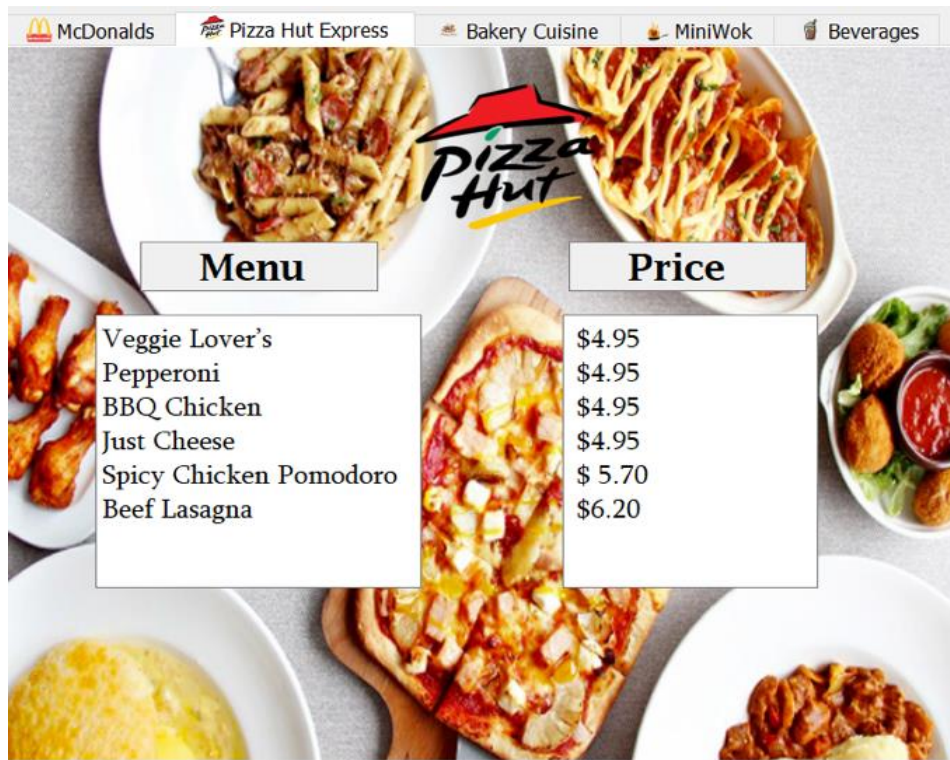 McDonalds
Pizza Hut Express
Bakery Cuisine
MiniWok
Beverages
Pizza
Hut
Menu
Price
Veggie Lover’s
$4.95
Pepperoni
$4.95
BBQ Chicken
$4.95
Just Cheese
$4.95
Spicy Chicken Pomodoro
$ 5.70
Beef Lasagna
$6.20